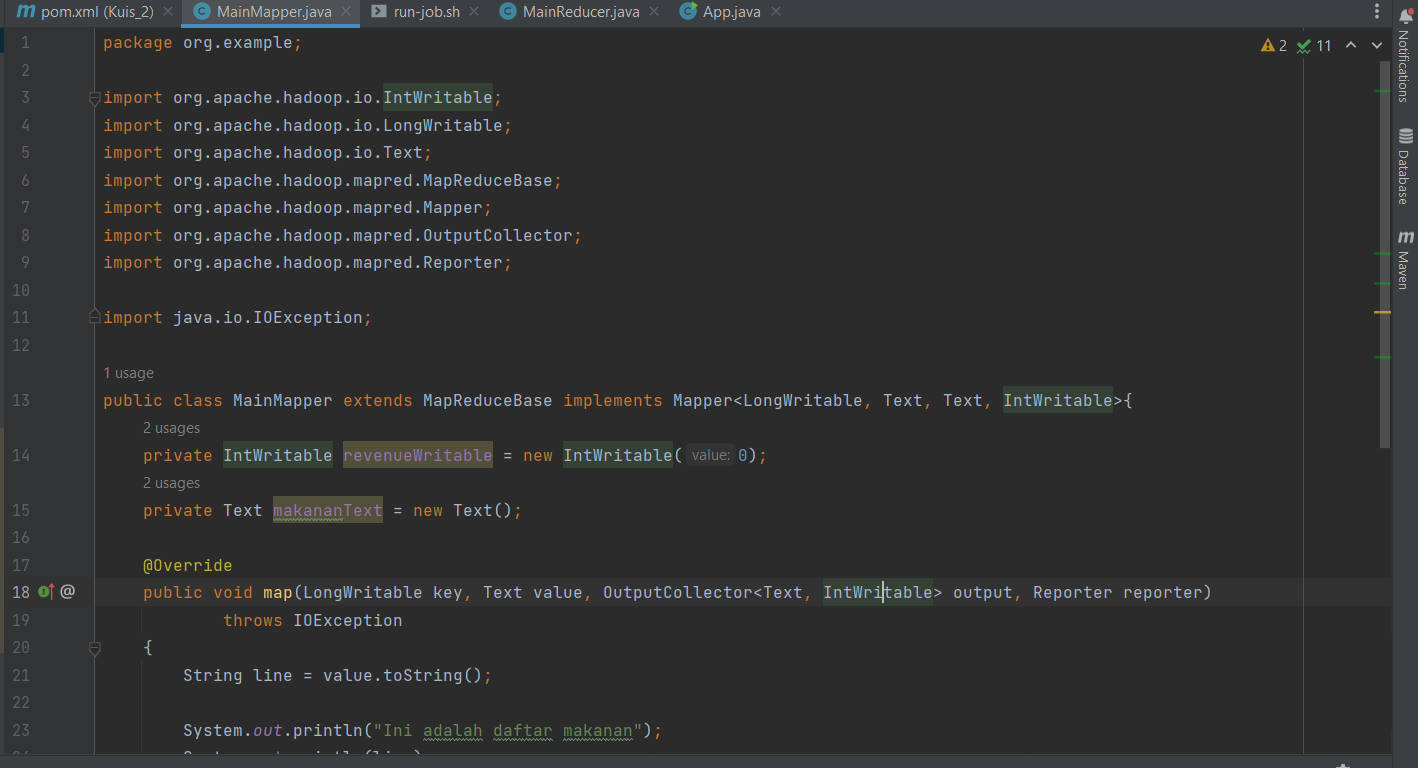 pom.xml (Kuis_2) MainMapper.java run-job.sh MainReducer.java App.java
2 11
1 package org.example;
2
3 import org.apache.hadoop.io.IntWritable;
4 import org.apache.hadoop.io.LongWritable;
5 import org.apache.hadoop.io.Text;
6 import org.apache.hadoop.mapred.MapReduceBase;
7 import org.apache.hadoop.mapred.Mapper;
8 import org.apache.hadoop.mapred.OutputCollector;
9 import org.apache.hadoop.mapred.Reporter;
10
11 import java.io.IOException;
12
1 usage
13 public class MainMapper extends MapReduceBase implements Mapper<LongWritable, Text, Text, IntWritable>{
2 usages
14 private IntWritable revenueWritable = new IntWritable( value: 0);
2 usages
15 private Text makananText = new Text();
16
17 @Override
18 @ public void map(LongWritable key, Text value, OutputCollector<Text, IntWritable> output, Reporter reporter)
19 throws IOException
20 {
21 String line = value.toString();
22
23 System.out.println("Ini adalah daftar makanan");
Notifications
Database
m Maven